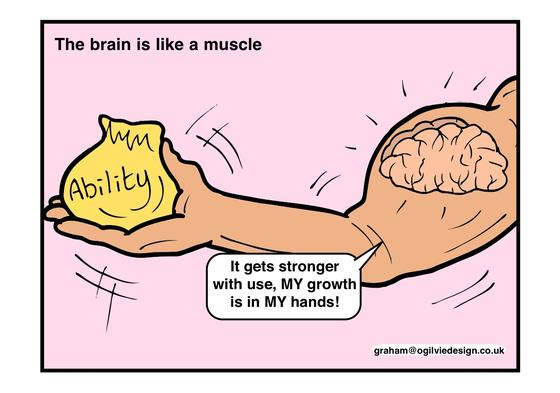 The brain is like a muscle
Ability
It gets stronger
with use, MY growth
is in MY hands!
graham@ogilviedesign.co.uk